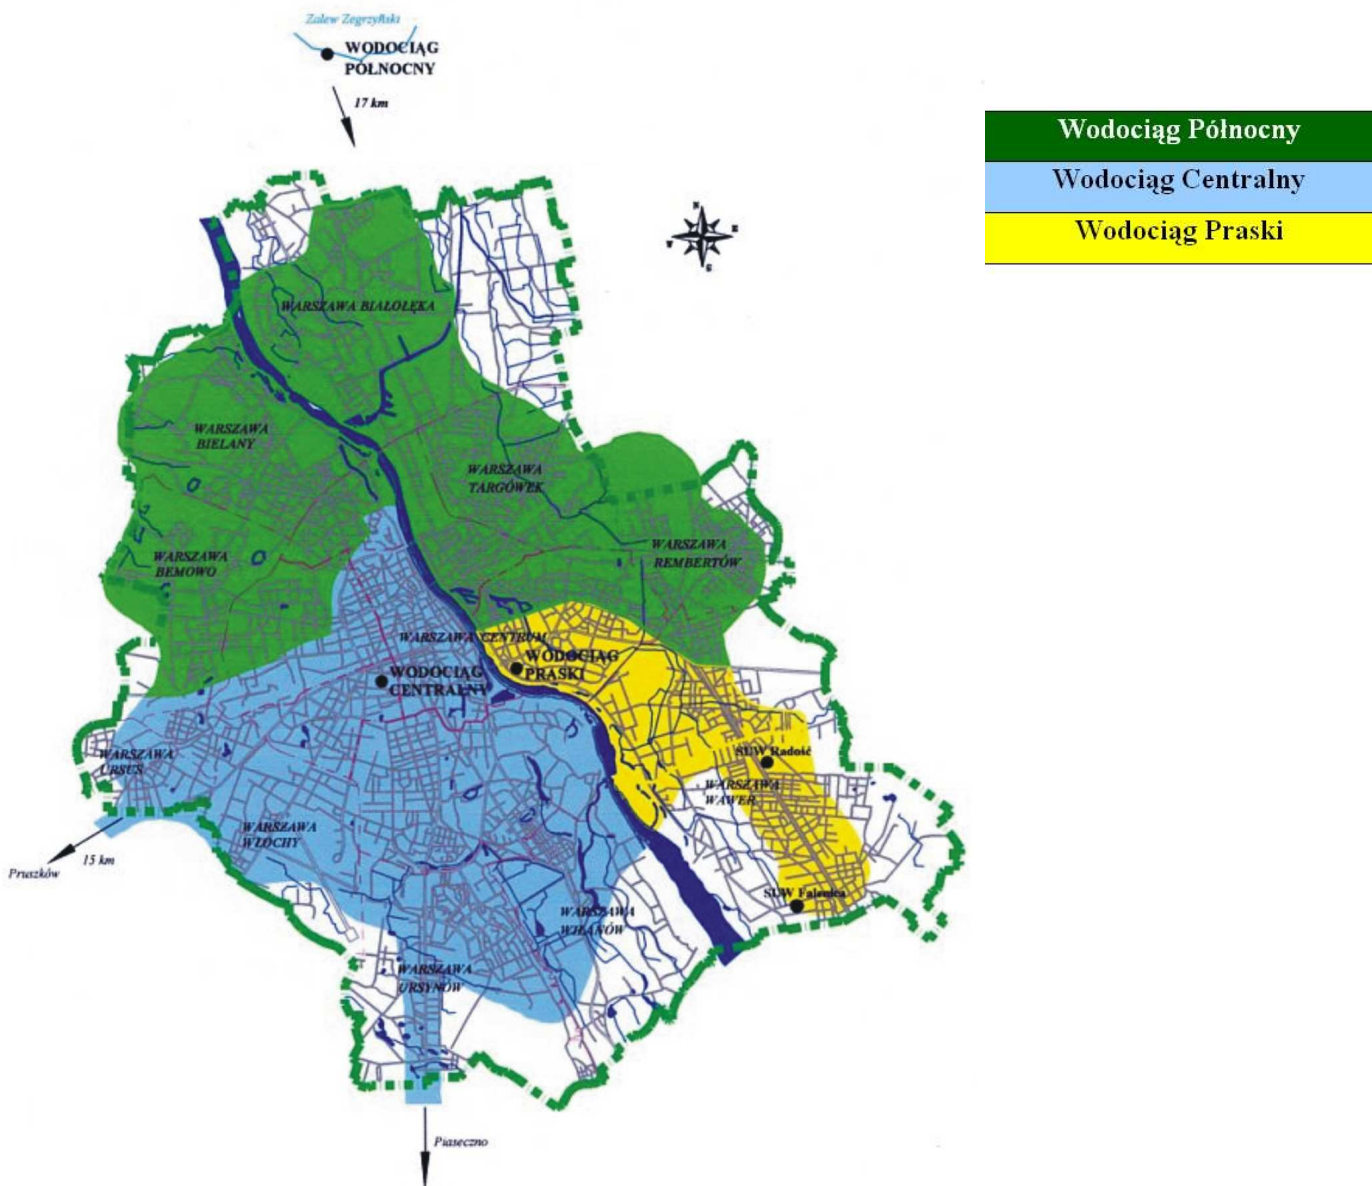 Zalew Zegrzyński
WODOCIĄG
PÓŁNOCNY
17 km
Wodociąg Północny
Wodociąg Centralny
Wodociąg Praski
N
E
W
S
WARSZAWA BIAŁOŁĘKA
WARSZAWA
BIELANY
WARSZAWA
TARGÓWEK
WARSZAWA
BEMOWO
WARSZAWA
REMBERTÓW
WARSZAWA CENTRUM
WODOCIĄG
PRASKI
WODOCIĄG
CENTRALNY
WARSZAWA
URSUS
SUW Radość
WARSZAWA
WAWER
WARSZAWA
WŁOCHY
15 km
Pruszków
SUW Falenica
WARSZAWA
WILANÓW
WARSZAWA
URSYNÓW
Piaseczno